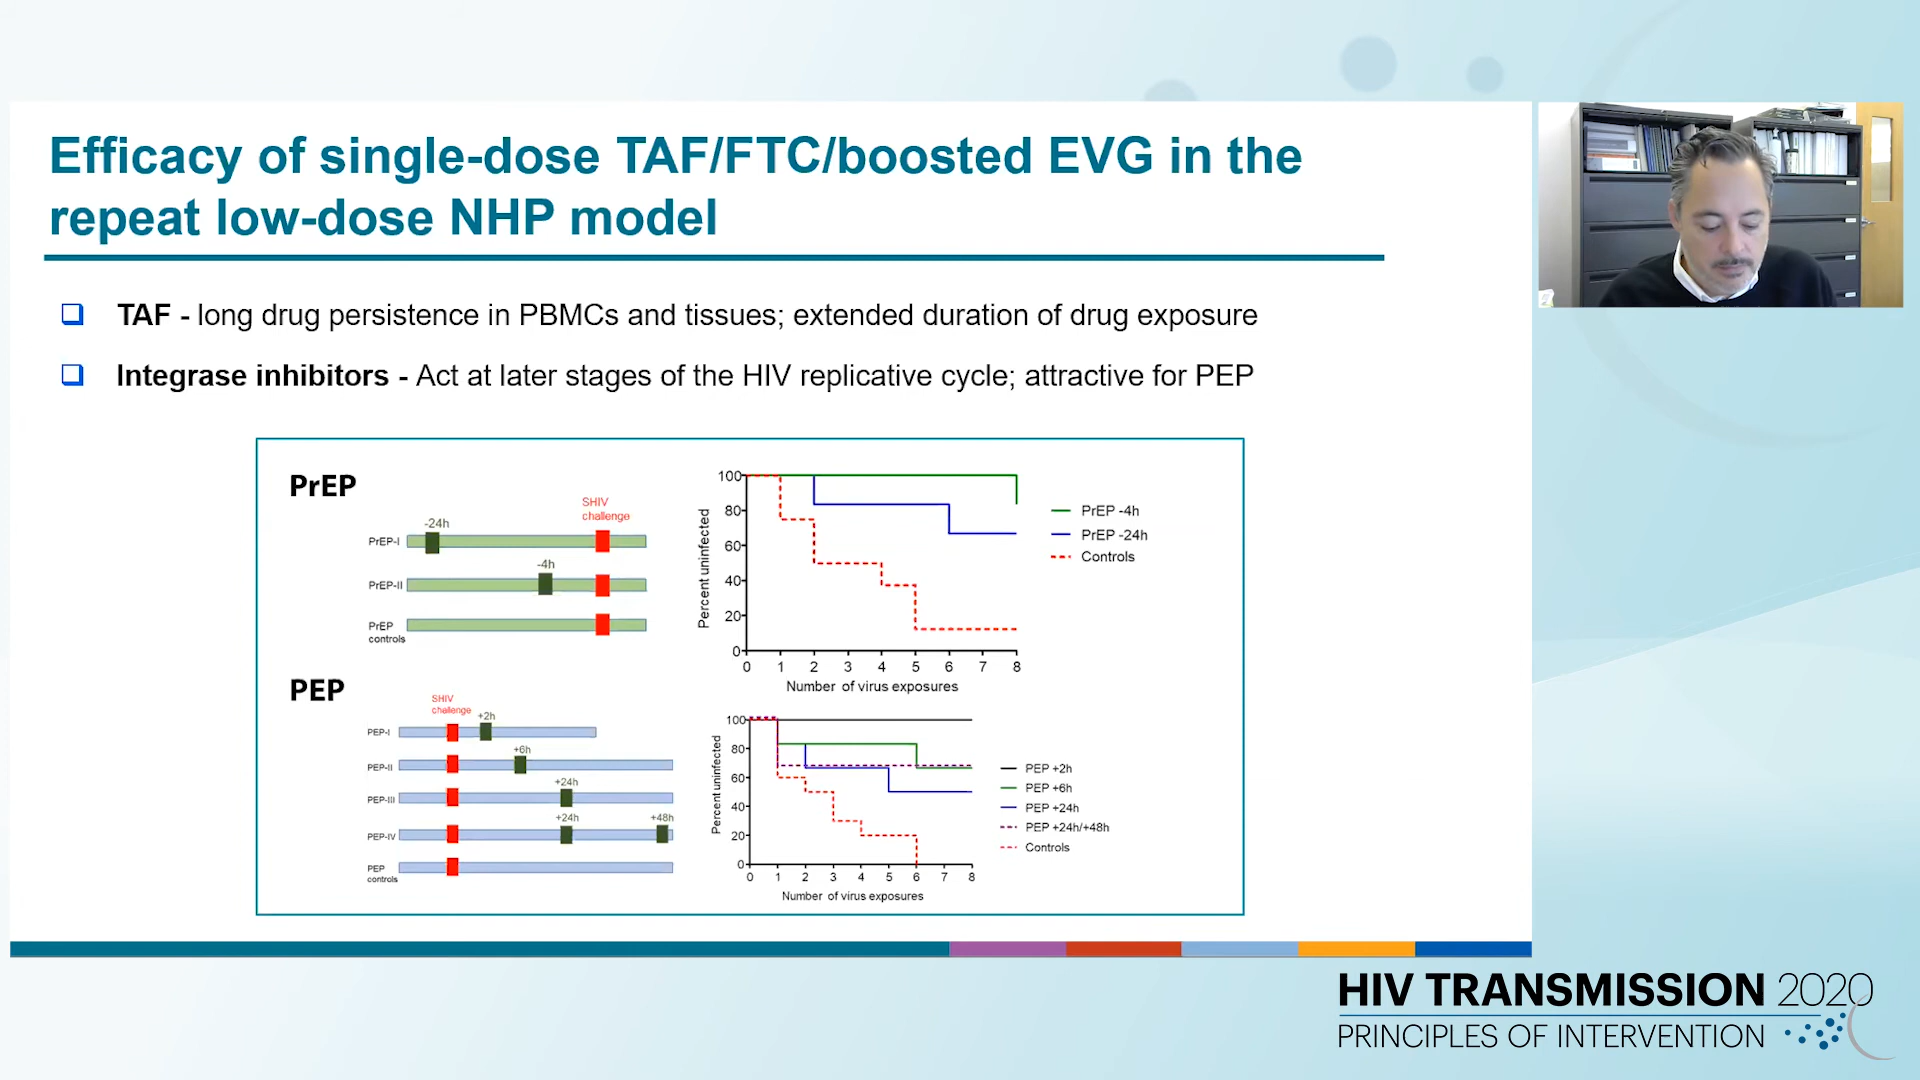 Efficacy of single-dose TAF/FTC/boosted EVG in the
repeat low-dose NHP model
TAF - long drug persistence in PBMCs and tissues; extended duration of drug exposure
Integrase inhibitors - Act at later stages of the HIV replicative cycle; attractive for PEP
PrEP
SHIV
challenge
-24h
PrEP-I
-4h
PrEP-II
PrEP
controls
Percent uninfected
100
80
60
40
20
0
0 1 2 3 4 5 6 7 8
Number of virus exposures
PrEP -4h
PrEP -24h
Controls
PEP
SHIV
challenge
+2h
PEP-I
+6h
PEP-II
+24h
PEP-III
+24h +48h
PEP-IV
PEP
controls
Percent uninfected
100
80
60
40
20
0
0 1 2 3 4 5 6 7 8
Number of virus exposures
PEP +2h
PEP +6h
PEP +24h
PEP +24h/+48h
Controls
HIV TRANSMISSION 2020
PRINCIPLES OF INTERVENTION